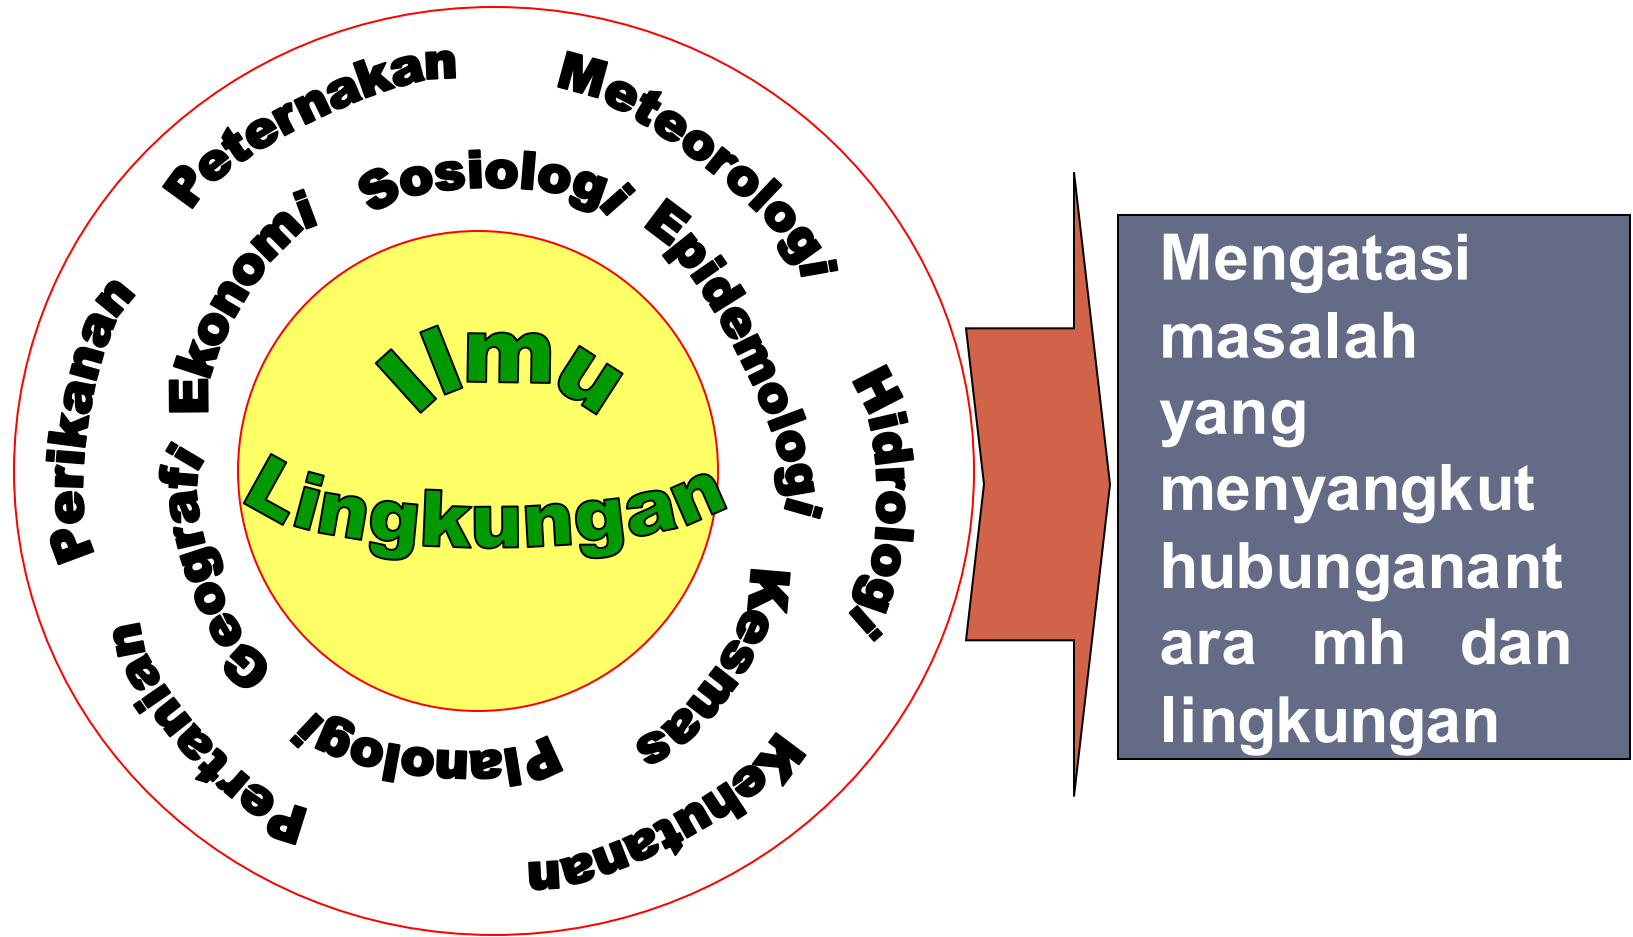 Peternakan
Meteorologi
Hidrologi
Kehutanan
Pertanian
Perikanan
Sosiologi
Epidemologi
Kesmas
Planologi
Geografi
Ekonomi
Ilmu
Lingkungan
Mengatasi
masalah
yang
menyangkut
hubunganant
ara mh dan
lingkungan